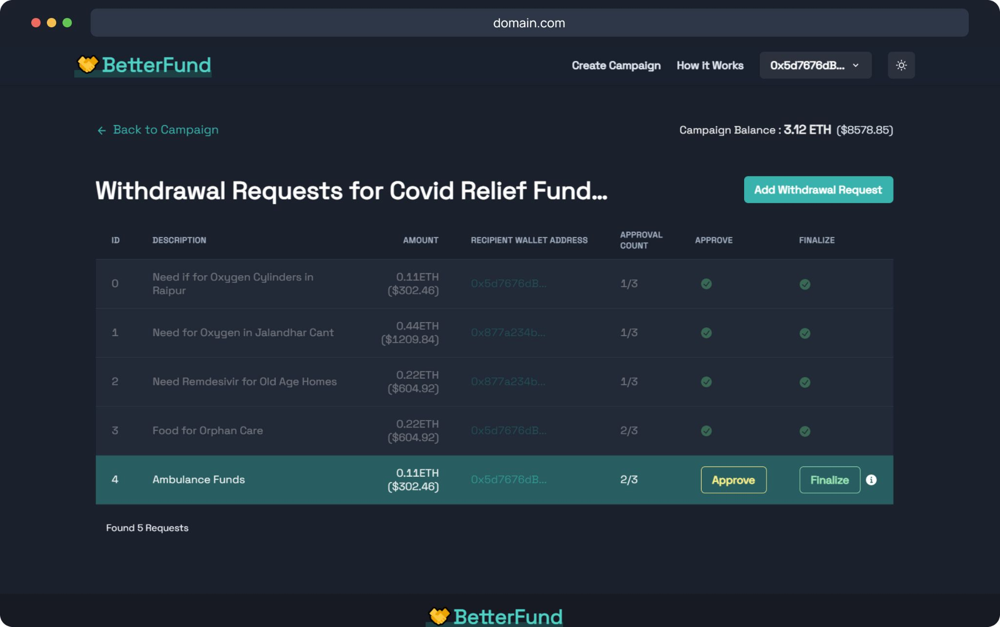 domain.com
BetterFund
Create Campaign
How it Works
0x5d7676dB...
Back to Campaign
Campaign Balance : 3.12 ETH ($8578.85)
Withdrawal Requests for Covid Relief Fund...
Add Withdrawal Request
ID
DESCRIPTION
AMOUNT
RECIPIENT WALLET ADDRESS
APPROVAL
COUNT
APPROVE
FINALIZE
0
Need if for Oxygen Cylinders in
Raipur
0.11ETH
($302.46)
0x5d7676dB...
1/3
1
Need for Oxygen in Jalandhar Cant
0.44ETH
($1209.84)
0x877a234b...
1/3
2
Need Remdesivir for Old Age Homes
0.22ETH
($604.92)
0x877a234b...
1/3
3
Food for Orphan Care
0.22ETH
($604.92)
0x5d7676dB...
2/3
4
Ambulance Funds
0.11ETH
($302.46)
0x5d7676dB...
2/3
Approve
Finalize
Found 5 Requests
BetterFund